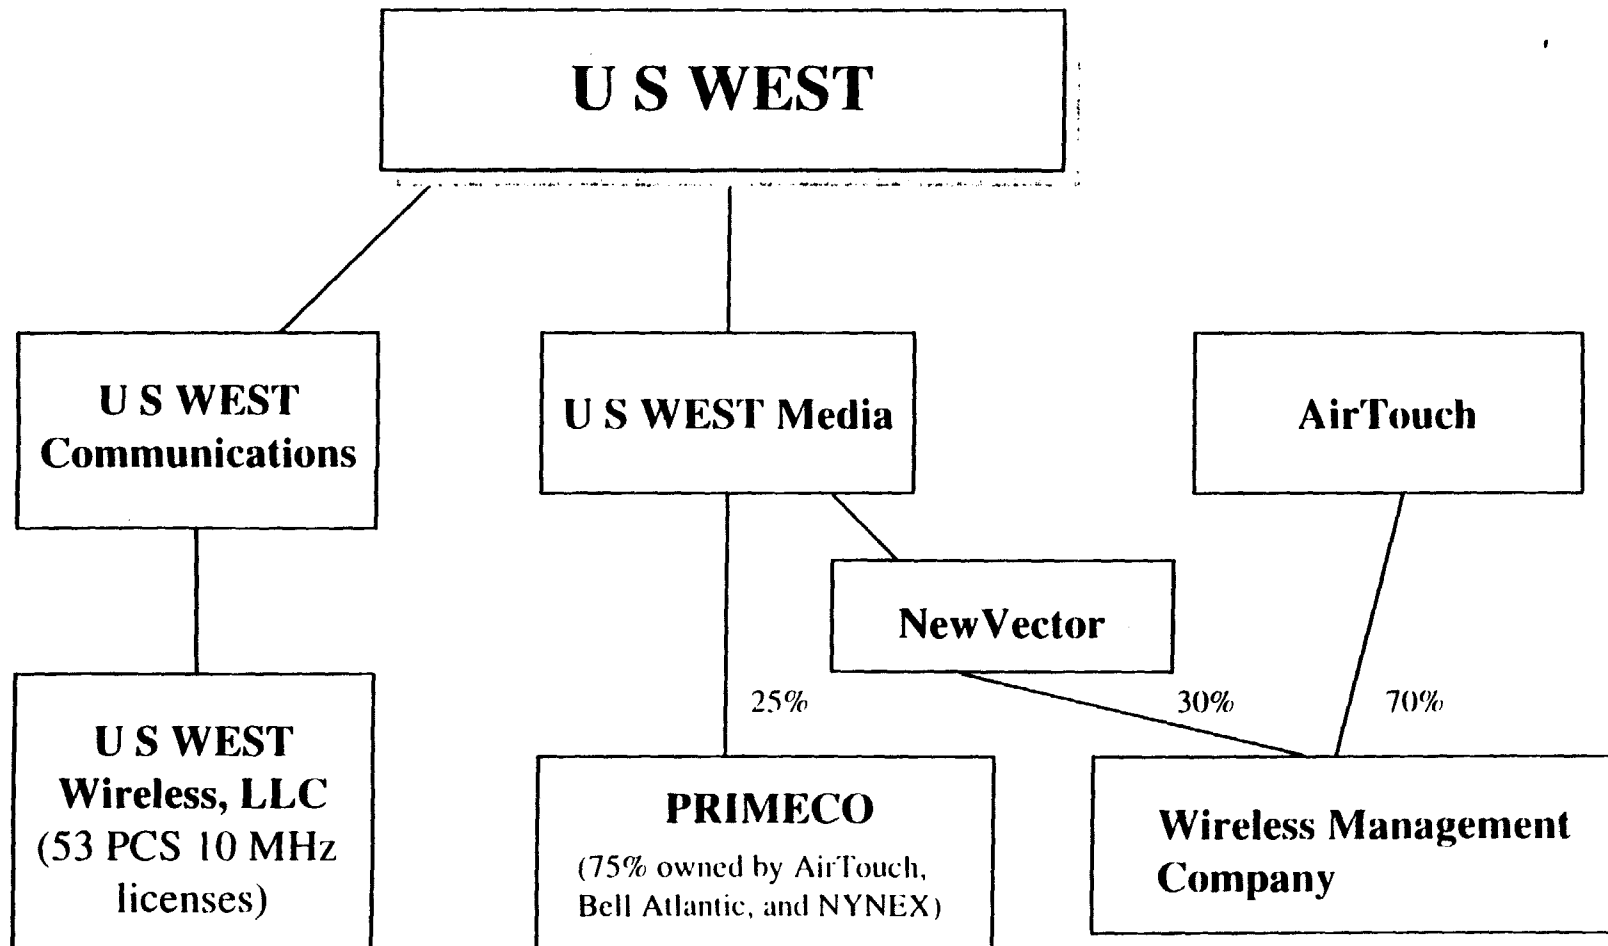 U S WEST
U S WEST
Communications
U S WEST Media
AirTouch
NewVector
25%
30%
70%
U S WEST
Wireless, LLC
(53 PCS 10 MHz
licenses)
PRIMECO
(75% owned by AirTouch,
Bell Atlantic, and NYNEX)
Wireless Management
Company